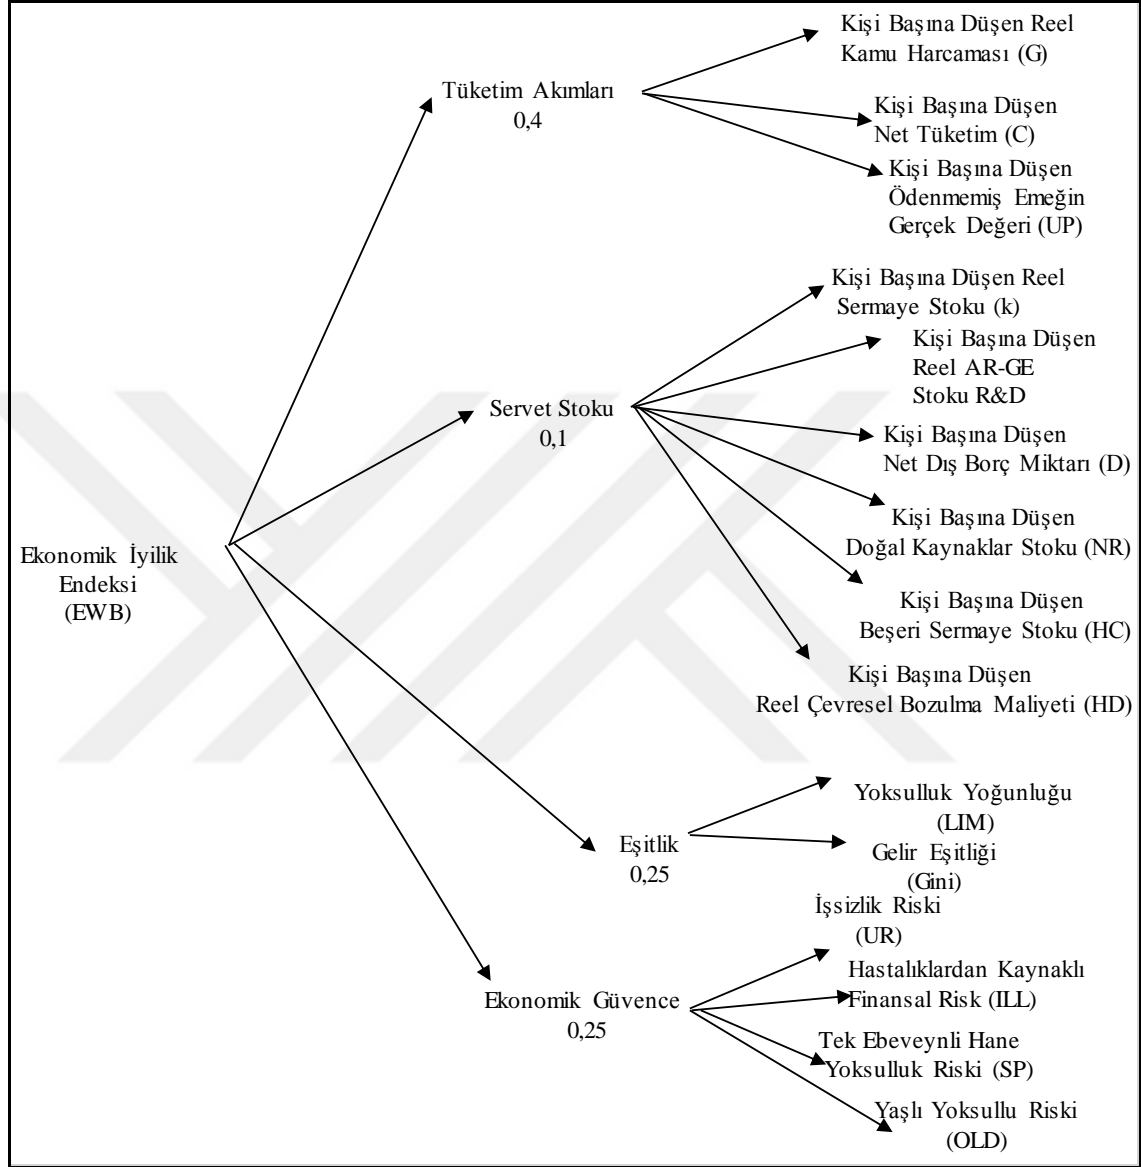 Ekonomik İyilik
Endeksi
(EWB)
Tüketim Akımları
0,4
Kişi Başına Düşen Reel
Kamu Harcaması (G)
Kişi Başına Düşen
Net Tüketim (C)
Kişi Başına Düşen
Ödenmemiş Emeğin
Gerçek Değeri (UP)
Servet Stoku
0,1
Kişi Başına Düşen Reel
Sermaye Stoku (k)
Kişi Başına Düşen
Reel AR-GE
Stoku R&D
Kişi Başına Düşen
Net Dış Borç Miktarı (D)
Kişi Başına Düşen
Doğal Kaynaklar Stoku (NR)
Kişi Başına Düşen
Beşeri Sermaye Stoku (HC)
Kişi Başına Düşen
Reel Çevresel Bozulma Maliyeti (HD)
Eşitlik
0,25
Yoksulluk Yoğunluğu
(LIM)
Gelir Eşitliği
(Gini)
Ekonomik Güvence
0,25
İşsizlik Riski
(UR)
Hastalıklardan Kaynaklı
Finansal Risk (ILL)
Tek Ebeveynli Hane
Yoksulluk Riski (SP)
Yaşlı Yoksullu Riski
(OLD)